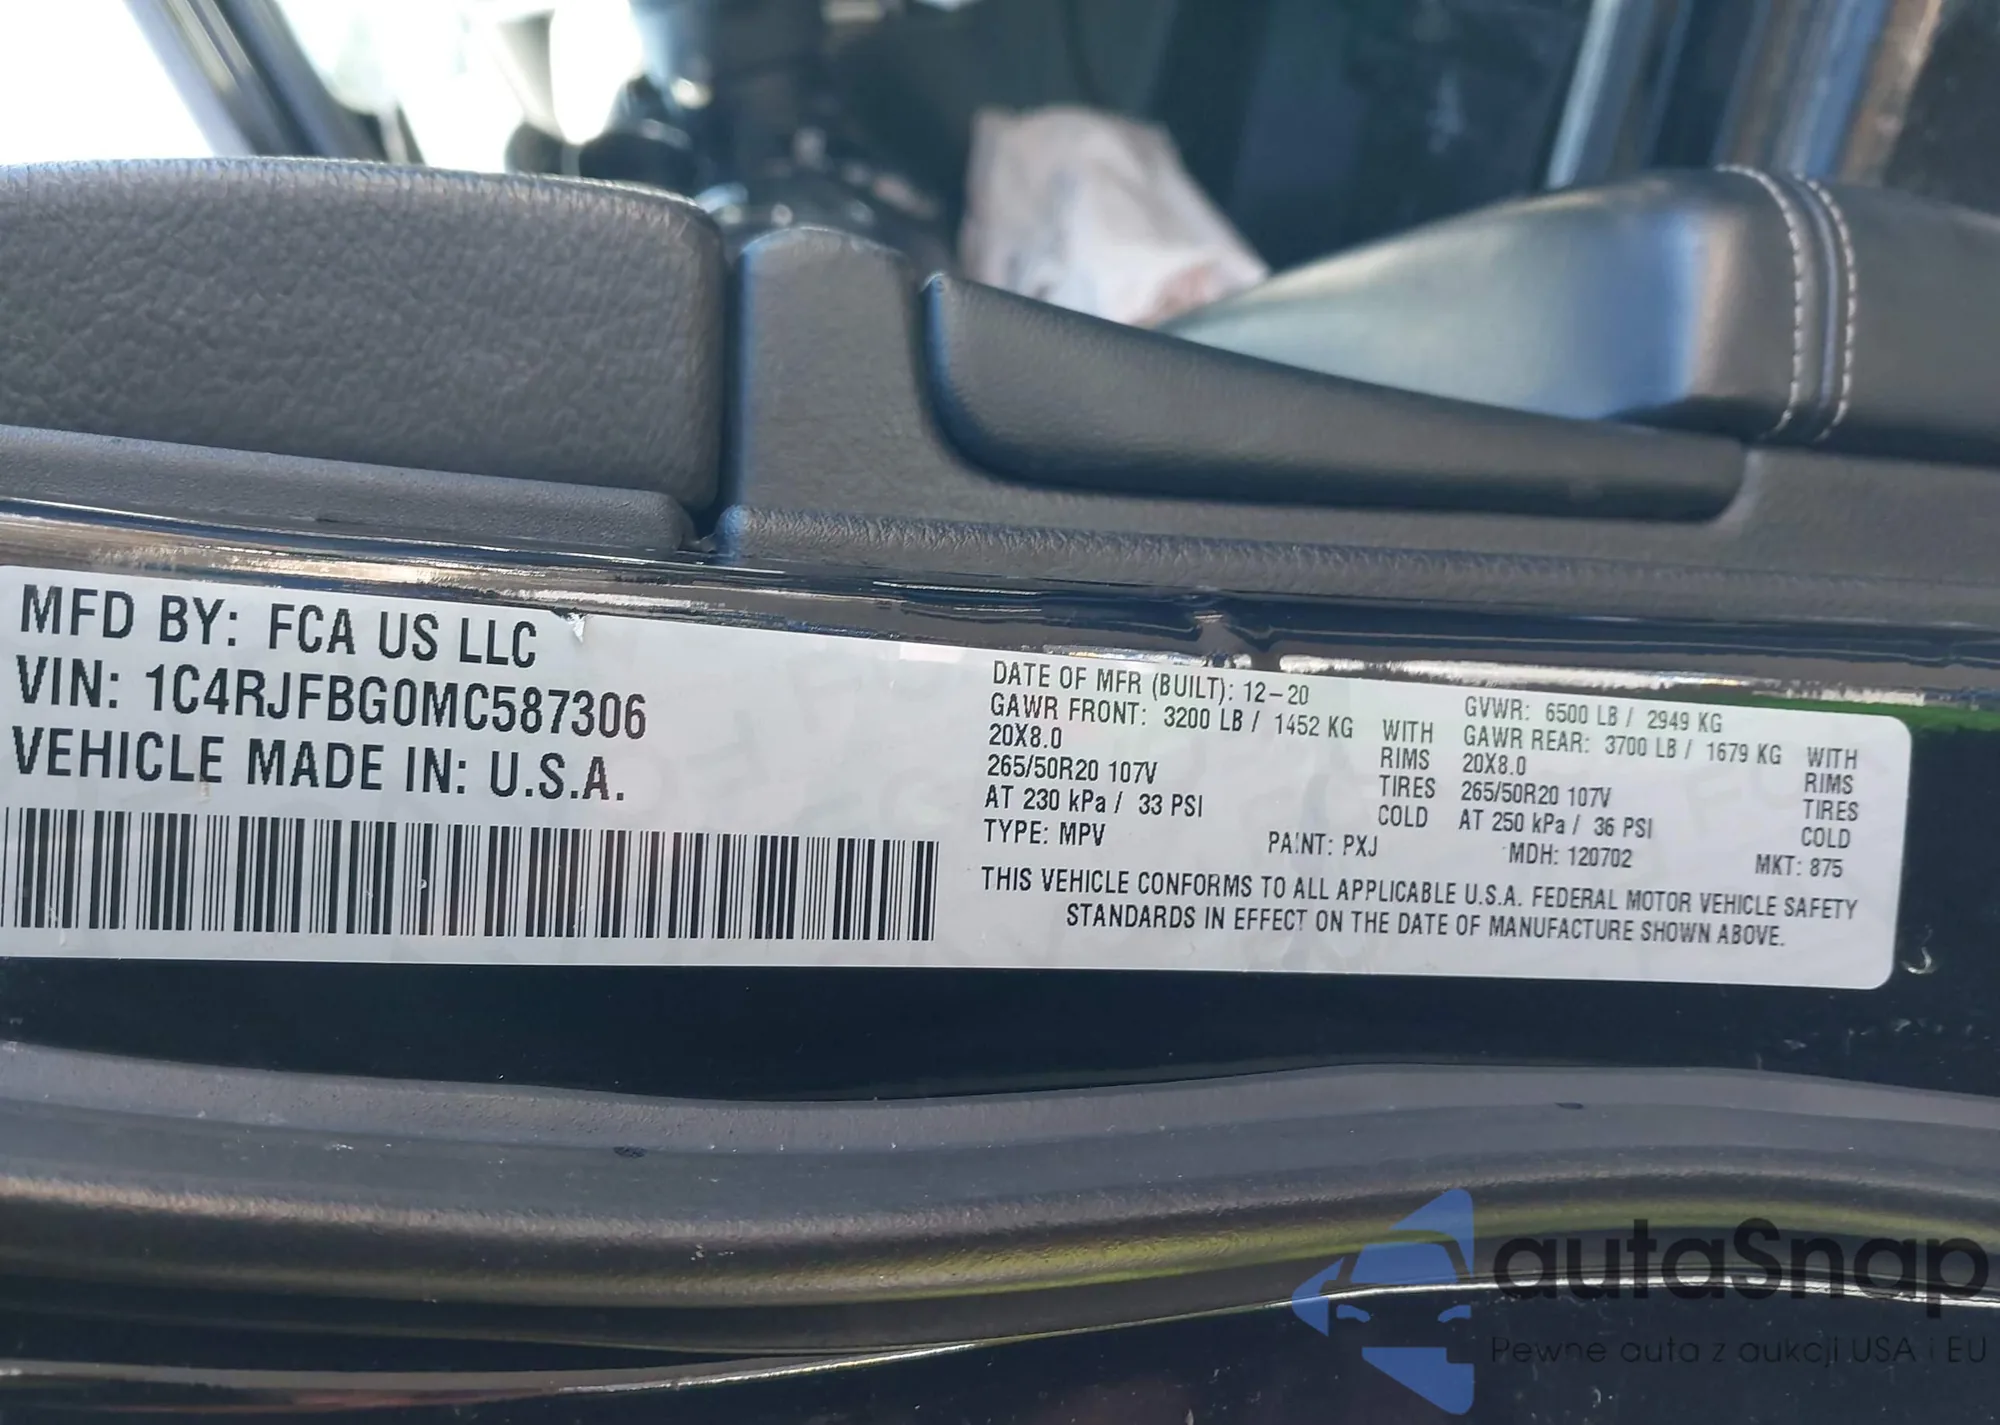 MFD BY: FCA US LLC
VIN: 1C4RJFBG0MC587306
VEHICLE MADE IN: U.S.A.
DATE OF MFR (BUILT): 12-20
GVWR: 6500 LB / 2949 KG
GAWR FRONT: 3200 LB / 1452 KG WITH
GAWR REAR: 3700 LB / 1679 KG WITH
20X8.0 RIMS
20X8.0 RIMS
265/50R20 107V TIRES
265/50R20 107V TIRES
AT 230 kPa / 33 PSI COLD
AT 250 kPa / 36 PSI COLD
TYPE: MPV PAINT: PXJ MDH: 120702 MKT: 875
THIS VEHICLE CONFORMS TO ALL APPLICABLE U.S.A. FEDERAL MOTOR VEHICLE SAFETY
STANDARDS IN EFFECT ON THE DATE OF MANUFACTURE SHOWN ABOVE.
autaSnap
Pewne auta z aukcji USA i EU